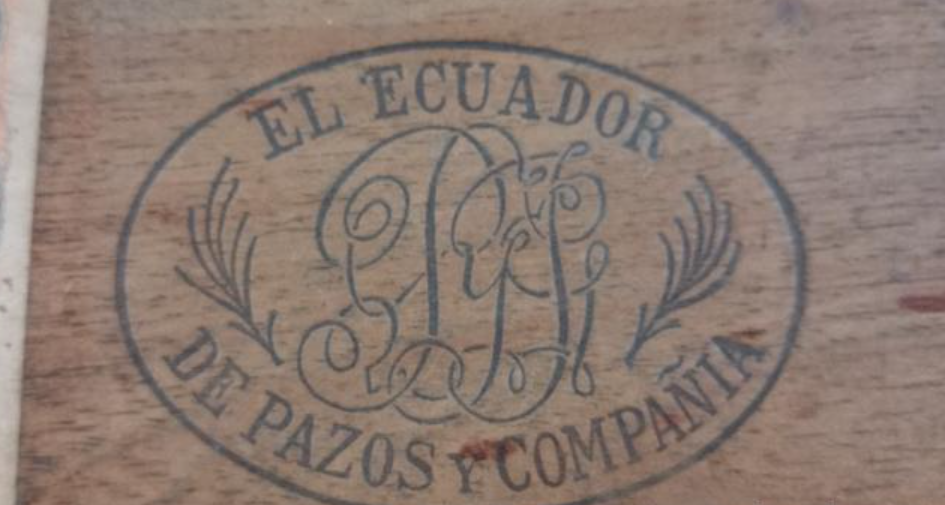 EL ECUADOR
DE PAZOS Y COMPAÑIA